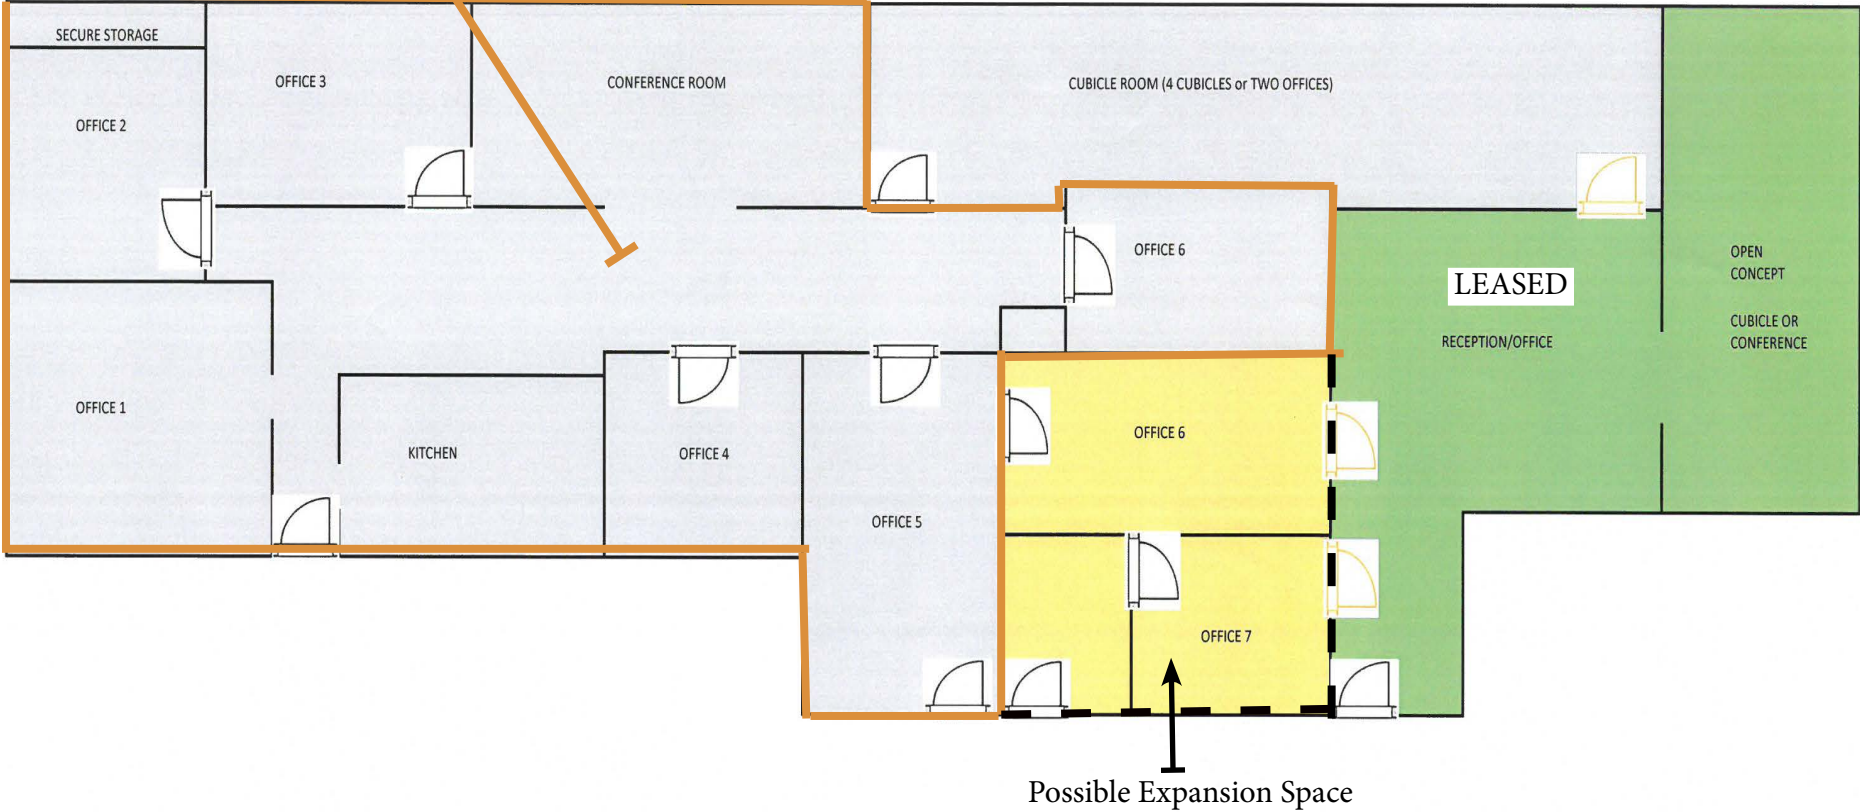 SECURE STORAGE
OFFICE 3
CONFERENCE ROOM
CUBICLE ROOM (4 CUBICLES or TWO OFFICES)
OFFICE 2
OFFICE 6
OPEN
CONCEPT
LEASED
CUBICLE OR
CONFERENCE
RECEPTION/OFFICE
OFFICE 1
OFFICE 6
KITCHEN
OFFICE 4
OFFICE 5
OFFICE 7
Possible Expansion Space